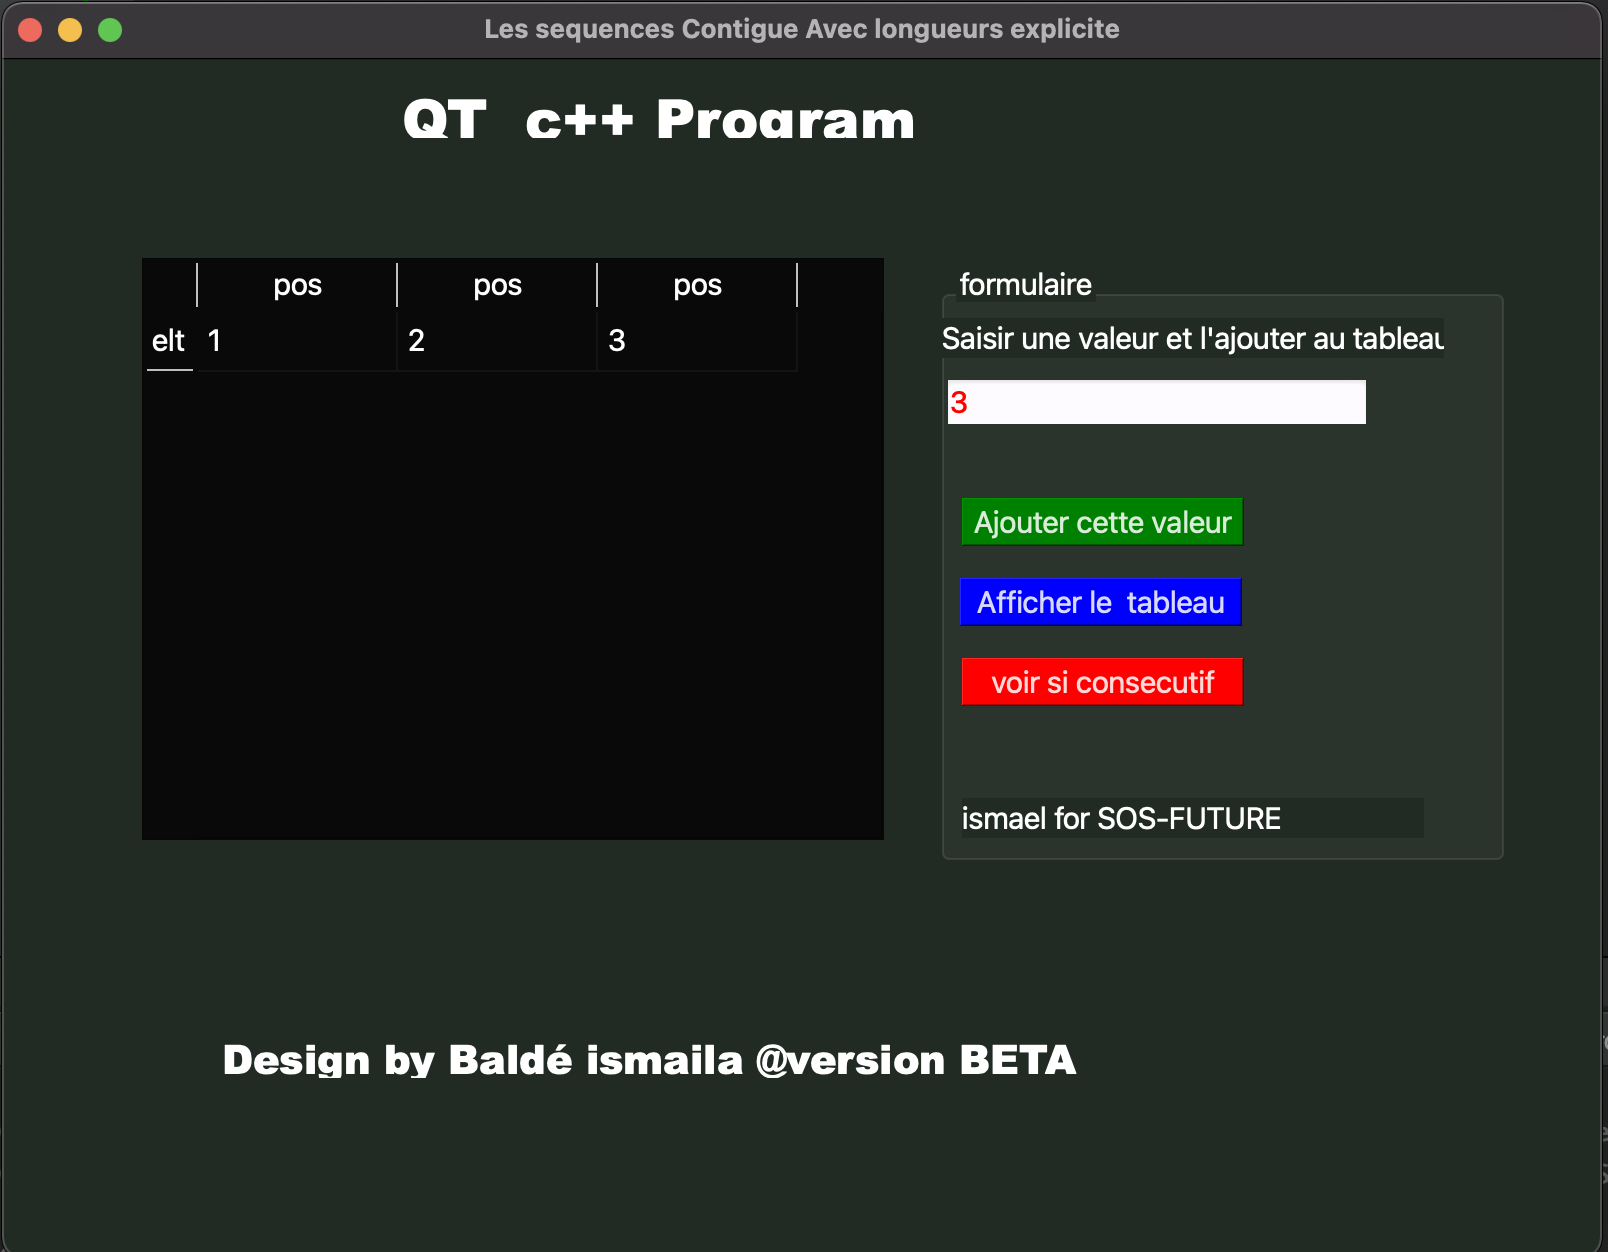 Les sequences Contigue Avec longueurs explicite
QT c++ Program
pos pos pos
elt 1 2 3
formulaire
Saisir une valeur et l'ajouter au tableau
3
Ajouter cette valeur
Afficher le tableau
voir si consecutif
ismael for SOS-FUTURE
Design by Baldé ismaila @version BETA